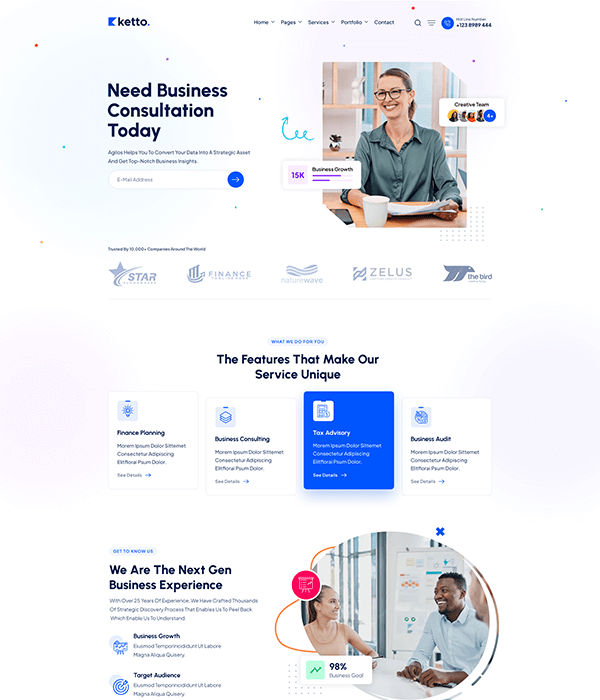 ketto.
Home
Pages
Services
Portfolio
Contact
Hot Line Number
+123 8989 444
Need Business
Consultation
Today
Agilos Helps You To Convert Your Data Into A Strategic Asset
And Get Top-Notch Business Insights.
E-Mail Address
Creative Team
4+
15K
Business Growth
Trusted By 10,000+ Companies Around The World
STAR
FINANCE
naturewave
ZELUS
the bird
WHAT WE DO FOR YOU
The Features That Make Our
Service Unique
Finance Planning
Morem Ipsum Dolor Sittemet
Consectetur Adipiscing
Elitfloral Psum Dolor.
See Details
Business Consulting
Morem Ipsum Dolor Sittemet
Consectetur Adipiscing
Elitfloral Psum Dolor.
See Details
Tax Advisory
Morem Ipsum Dolor Sittemet
Consectetur Adipiscing
Elitfloral Psum Dolor.
See Details
Business Audit
Morem Ipsum Dolor Sittemet
Consectetur Adipiscing
Elitfloral Psum Dolor.
See Details
GET TO KNOW US
We Are The Next Gen
Business Experience
With Over 25 Years Of Experience, We Have Crafted Thousands
Of Strategic Discovery Process That Enables Us To Peel Back
Which Enable Us To Understand
Business Growth
Eiusmod Temporincididunt Ut Labore
Magna Aliqua Quisery.
Target Audience
Eiusmod Temporincididunt Ut Labore
Magna Aliqua Quisery.
98%
Business Goal